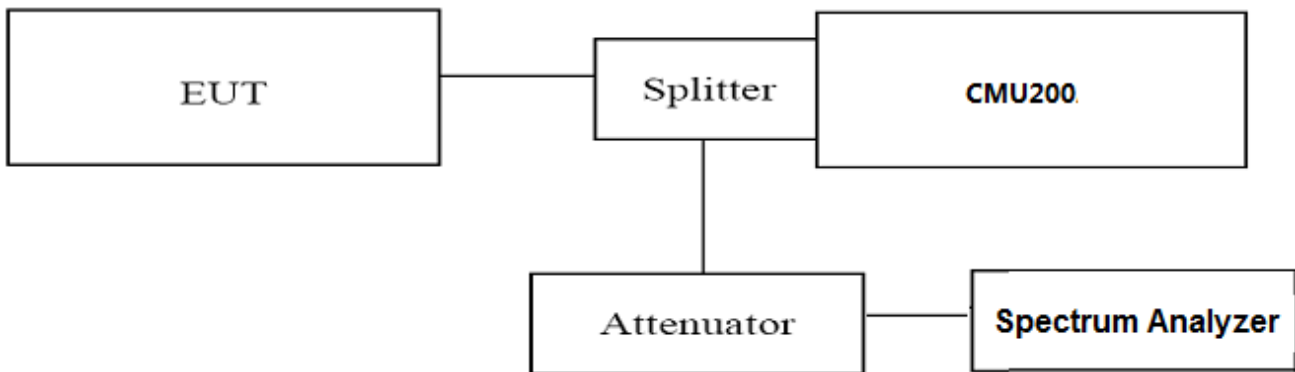 EUT
Splitter
CMU200.
Attenuator
Spectrum Analyzer